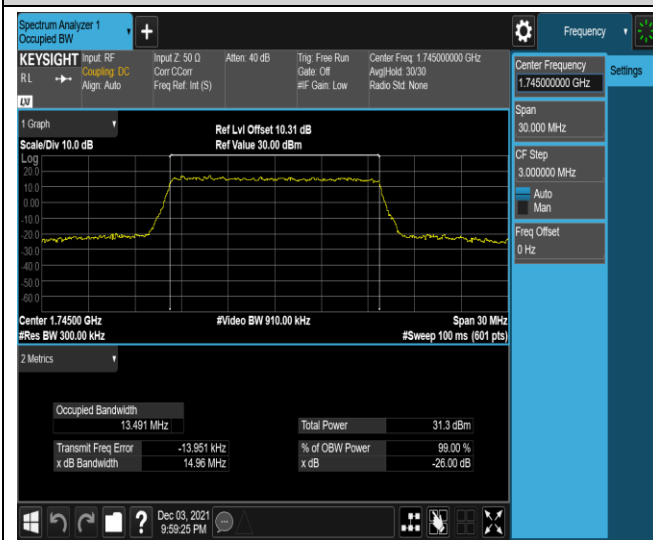 Spectrum Analyzer 1
Occupied BW
+
Frequency
KEYSIGHT
RL
LXI
Input: RF
Coupling: DC
Align: Auto
Input Z: 50 Ω
Corr CCorr
Freq Ref: Int (S)
Atten: 40 dB
Trig: Free Run
Gate: Off
#IF Gain: Low
Center Freq: 1.745000000 GHz
Avg|Hold: 30/30
Radio Std: None
Center Frequency
1.745000000 GHz
Settings
Span
30.000 MHz
CF Step
3.000000 MHz
Auto
Man
Freq Offset
0 Hz
1 Graph
Scale/Div 10.0 dB
Ref Lvl Offset 10.31 dB
Ref Value 30.00 dBm
Log
20.0
10.0
0.00
-10.0
-20.0
-30.0
-40.0
-50.0
-60.0
Center 1.74500 GHz
#Video BW 910.00 kHz
Span 30 MHz
#Res BW 300.00 kHz
#Sweep 100 ms (601 pts)
2 Metrics
Occupied Bandwidth
13.491 MHz
Total Power 31.3 dBm
Transmit Freq Error -13.951 kHz
% of OBW Power 99.00 %
x dB Bandwidth 14.96 MHz
x dB -26.00 dB
?
Dec 03, 2021
9:59:25 PM